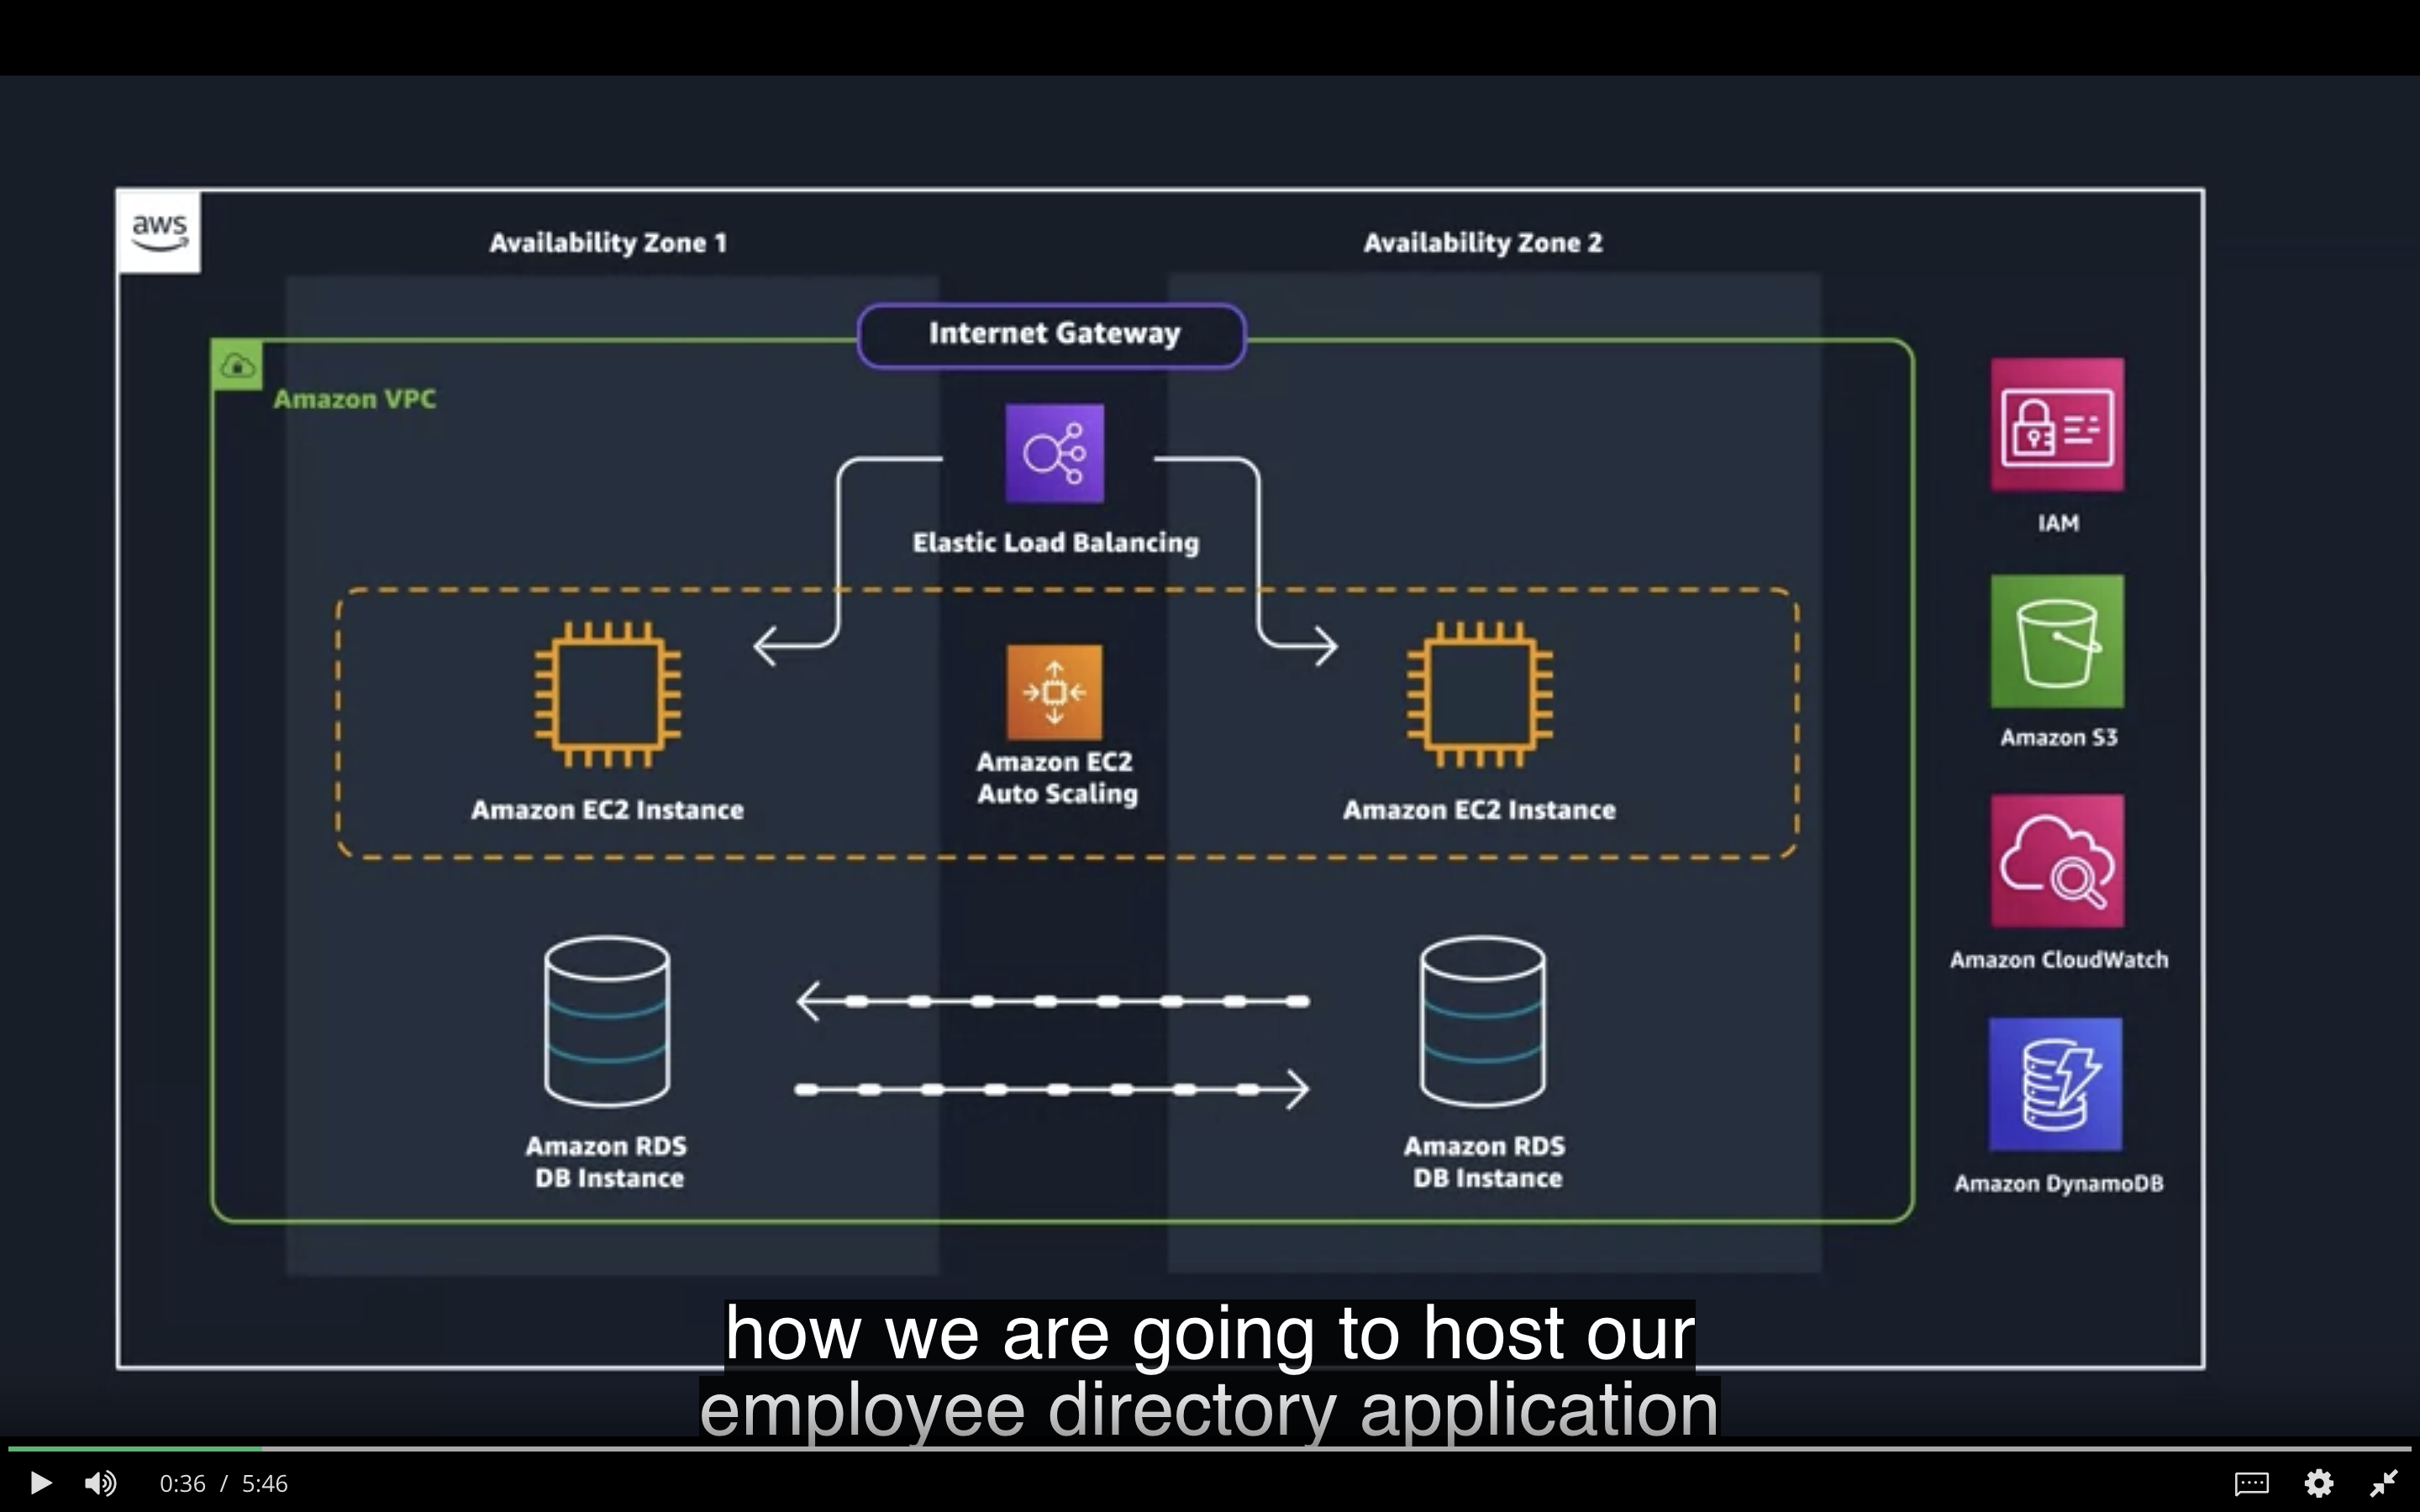 aws
Availability Zone 1
Availability Zone 2
Internet Gateway
Amazon VPC
Elastic Load Balancing
Amazon EC2 Instance
Amazon EC2
Auto Scaling
Amazon EC2 Instance
Amazon RDS
DB Instance
Amazon RDS
DB Instance
IAM
Amazon S3
Amazon CloudWatch
Amazon DynamoDB
how we are going to host our
employee directory application
0:36 / 5:46